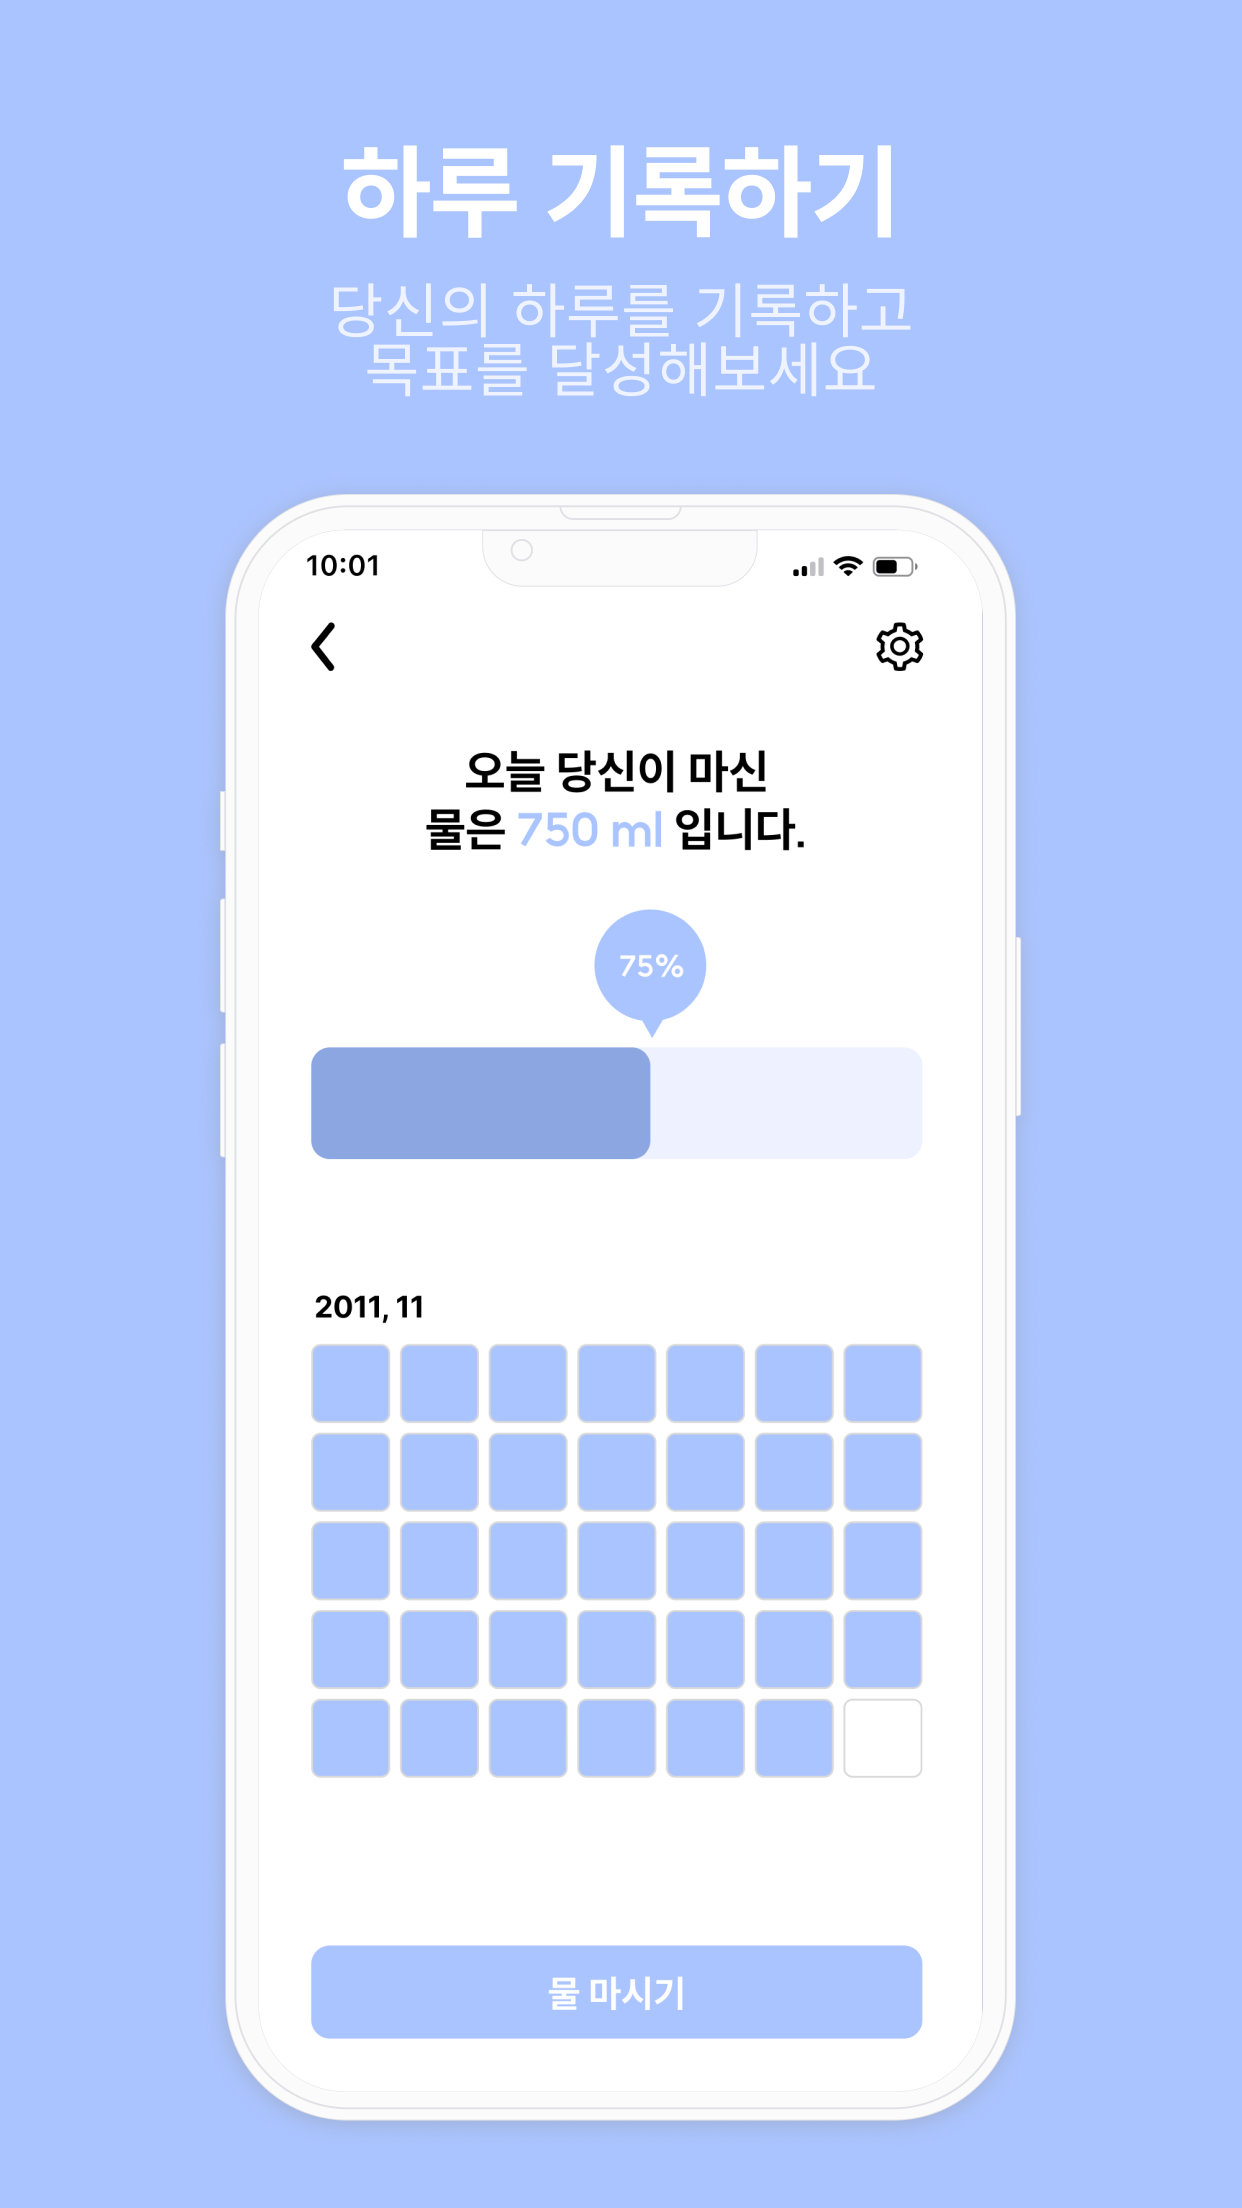 하루 기록하기
당신의 하루를 기록하고
목표를 달성해보세요
10:01
오늘 당신이 마신
물은 750 ml 입니다.
75%
2011, 11
물 마시기